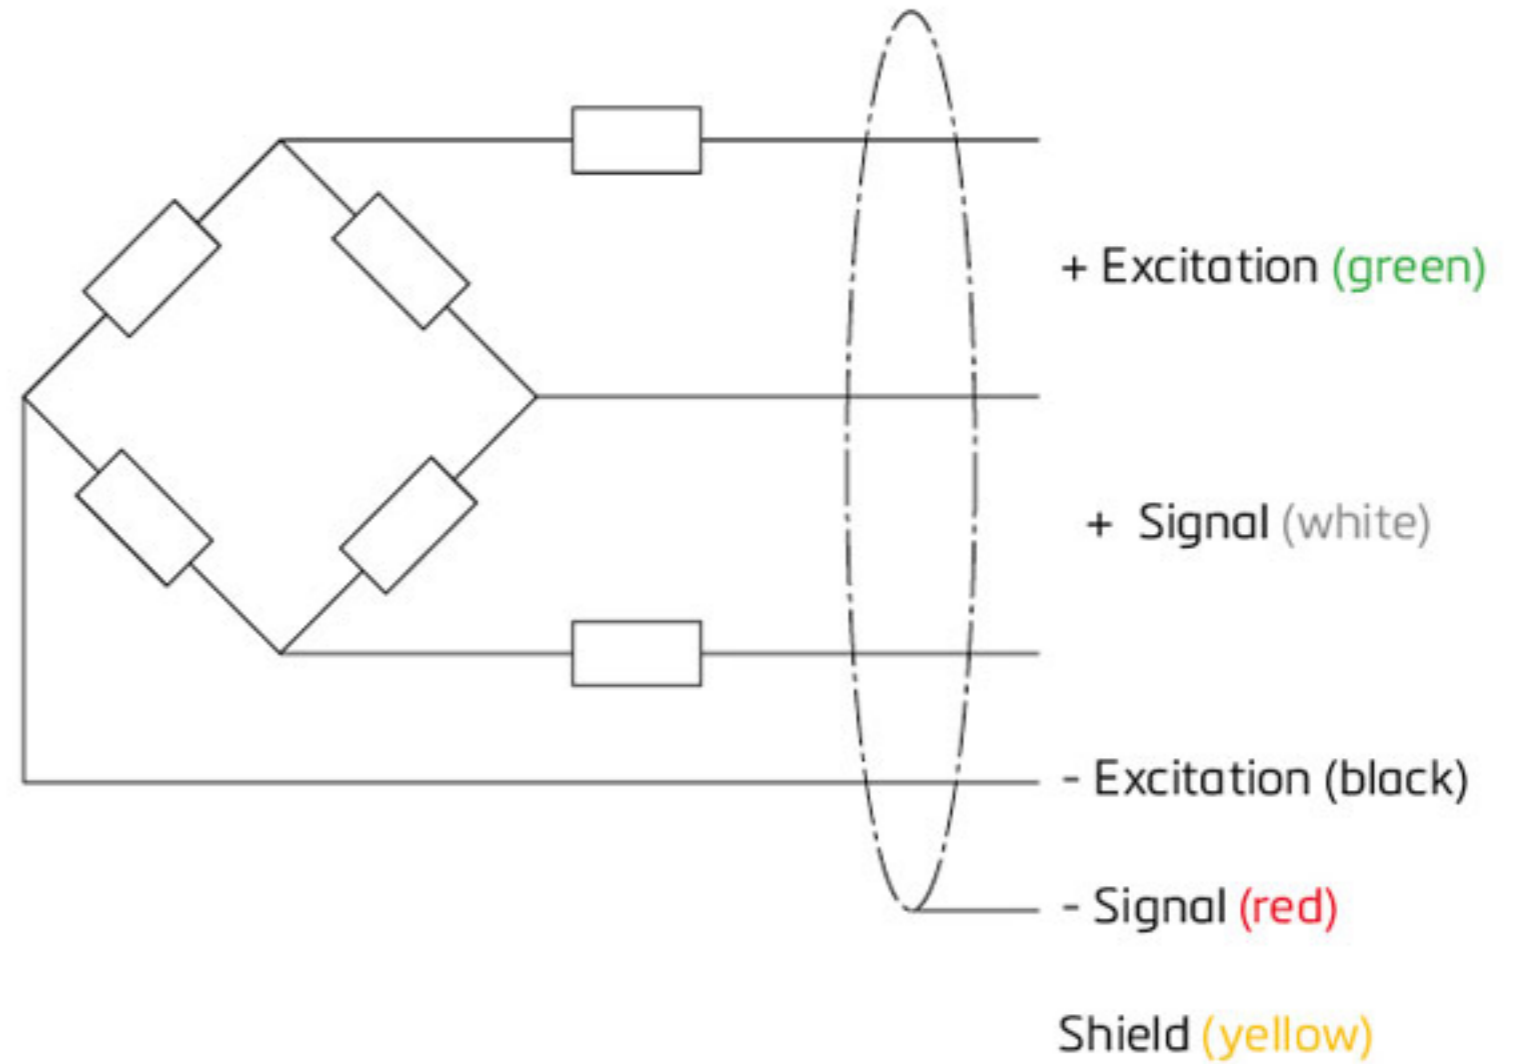 + Excitation (green)
+ Signal (white)
- Excitation (black)
- Signal (red)
Shield (yellow)